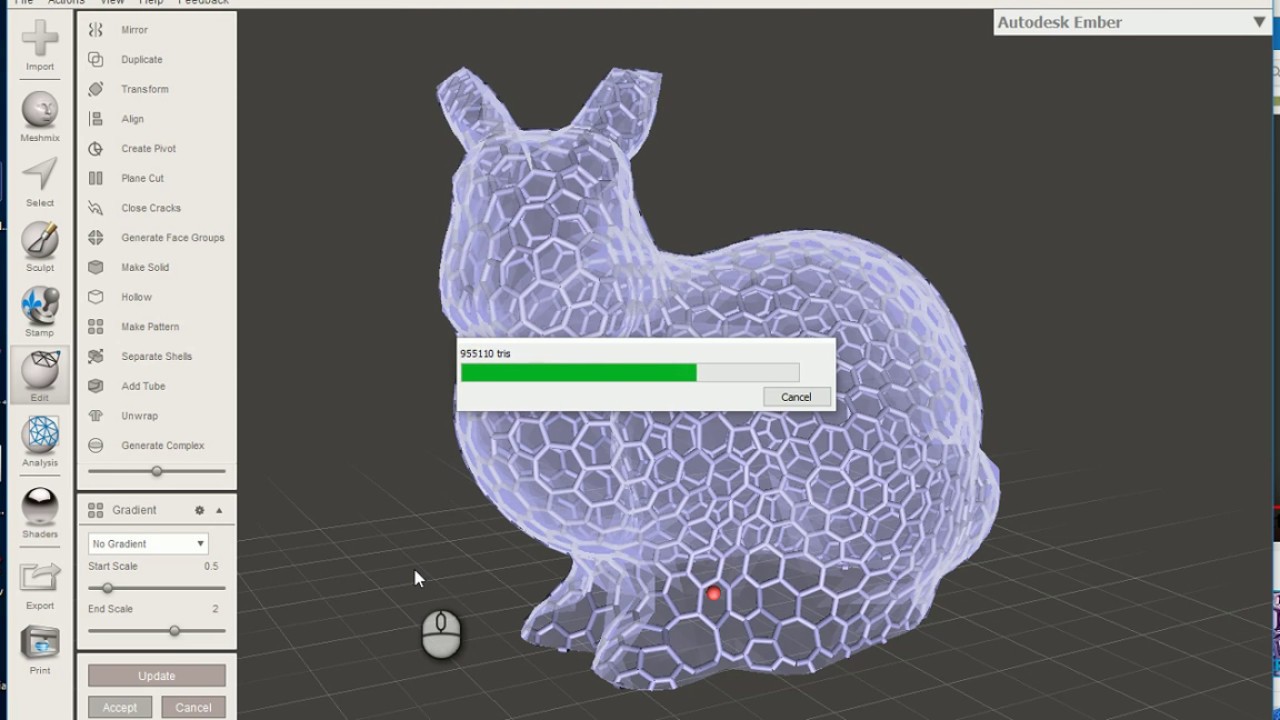 File Actions View Help Feedback
Autodesk Ember
Import
Meshmix
Select
Sculpt
Stamp
Edit
Analysis
Shaders
Export
Print
Mirror
Duplicate
Transform
Align
Create Pivot
Plane Cut
Close Cracks
Generate Face Groups
Make Solid
Hollow
Make Pattern
Separate Shells
Add Tube
Unwrap
Generate Complex
Gradient
No Gradient
Start Scale 0.5
End Scale 2
Update
Accept Cancel
955110 tris
Cancel